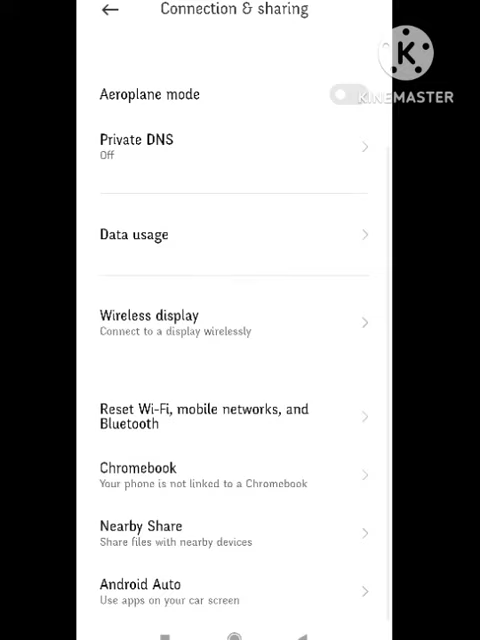 Connection & sharing
K
KINEMASTER
Aeroplane mode
Private DNS
Off
Data usage
Wireless display
Connect to a display wirelessly
Reset Wi-Fi, mobile networks, and
Bluetooth
Chromebook
Your phone is not linked to a Chromebook
Nearby Share
Share files with nearby devices
Android Auto
Use apps on your car screen